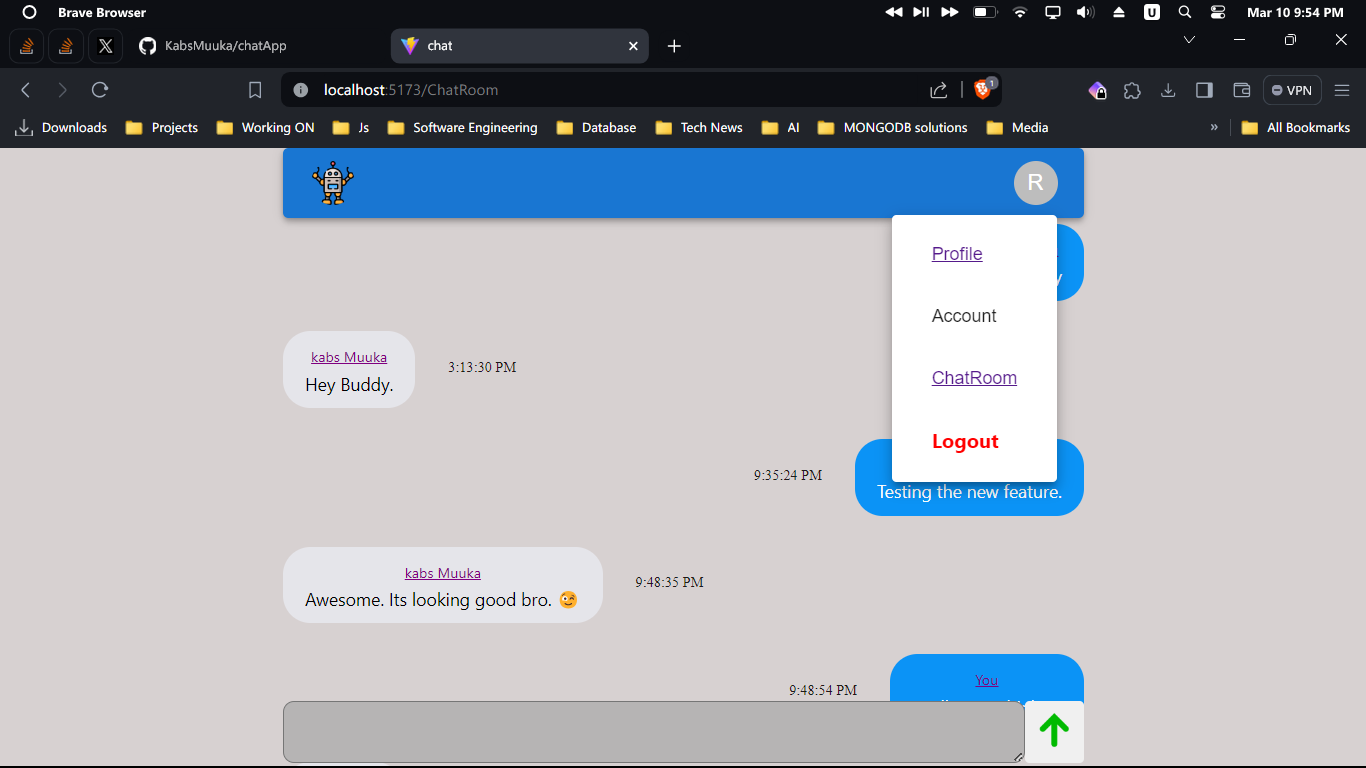 Brave Browser
U
Mar 10 9:54 PM
X
KabsMuuka/chatApp
chat
localhost:5173/ChatRoom
1
VPN
Downloads
Projects
Working ON
Js
Software Engineering
Database
Tech News
AI
MONGODB solutions
Media
»
All Bookmarks
R
Profile
Account
ChatRoom
Logout
kabs Muuka
Hey Buddy.
3:13:30 PM
9:35:24 PM
Testing the new feature.
kabs Muuka
Awesome. Its looking good bro. 😉
9:48:35 PM
9:48:54 PM
You